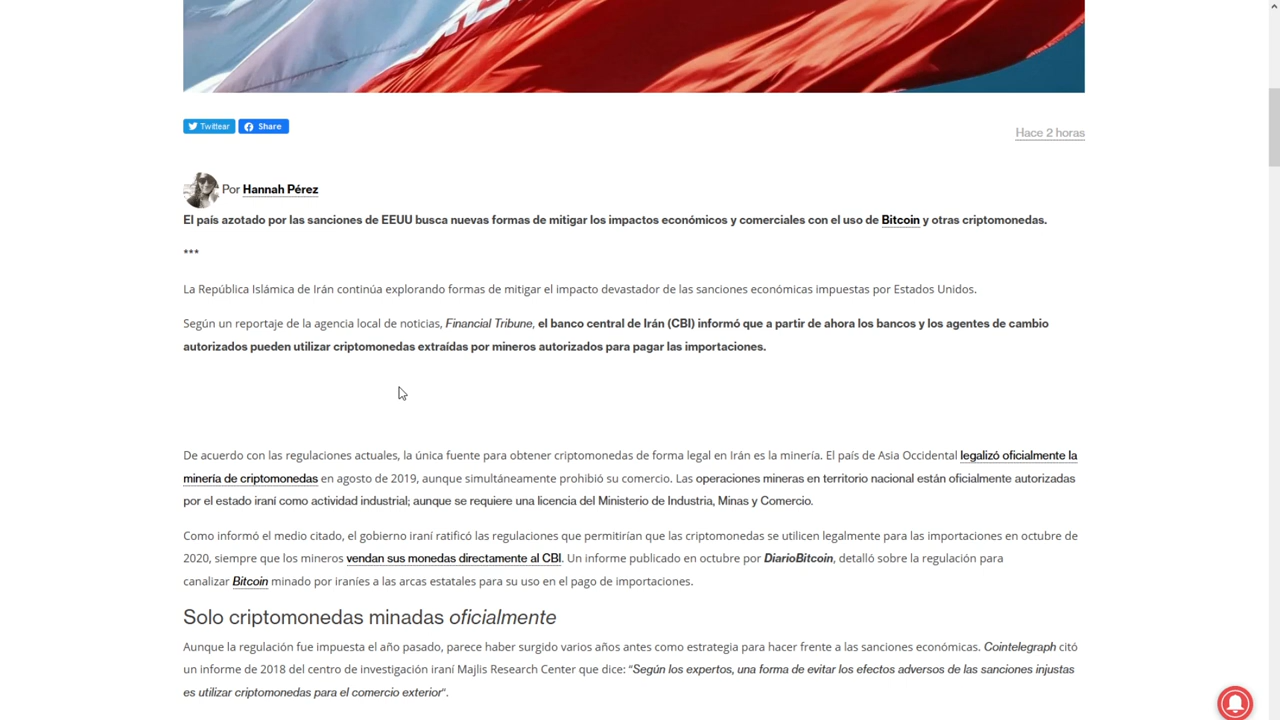 Twittear Share
Hace 2 horas
Por Hannah Pérez
El país azotado por las sanciones de EEUU busca nuevas formas de mitigar los impactos económicos y comerciales con el uso de Bitcoin y otras criptomonedas.
***
La República Islámica de Irán continúa explorando formas de mitigar el impacto devastador de las sanciones económicas impuestas por Estados Unidos.
Según un reportaje de la agencia local de noticias, Financial Tribune, el banco central de Irán (CBI) informó que a partir de ahora los bancos y los agentes de cambio
autorizados pueden utilizar criptomonedas extraídas por mineros autorizados para pagar las importaciones.
De acuerdo con las regulaciones actuales, la única fuente para obtener criptomonedas de forma legal en Irán es la minería. El país de Asia Occidental legalizó oficialmente la
minería de criptomonedas en agosto de 2019, aunque simultáneamente prohibió su comercio. Las operaciones mineras en territorio nacional están oficialmente autorizadas
por el estado iraní como actividad industrial; aunque se requiere una licencia del Ministerio de Industria, Minas y Comercio.
Como informó el medio citado, el gobierno iraní ratificó las regulaciones que permitirían que las criptomonedas se utilicen legalmente para las importaciones en octubre de
2020, siempre que los mineros vendan sus monedas directamente al CBI. Un informe publicado en octubre por DiarioBitcoin, detalló sobre la regulación para
canalizar Bitcoin minado por iraníes a las arcas estatales para su uso en el pago de importaciones.
Solo criptomonedas minadas oficialmente
Aunque la regulación fue impuesta el año pasado, parece haber surgido varios años antes como estrategia para hacer frente a las sanciones económicas. Cointelegraph citó
un informe de 2018 del centro de investigación iraní Majlis Research Center que dice: "Según los expertos, una forma de evitar los efectos adversos de las sanciones injustas
es utilizar criptomonedas para el comercio exterior".